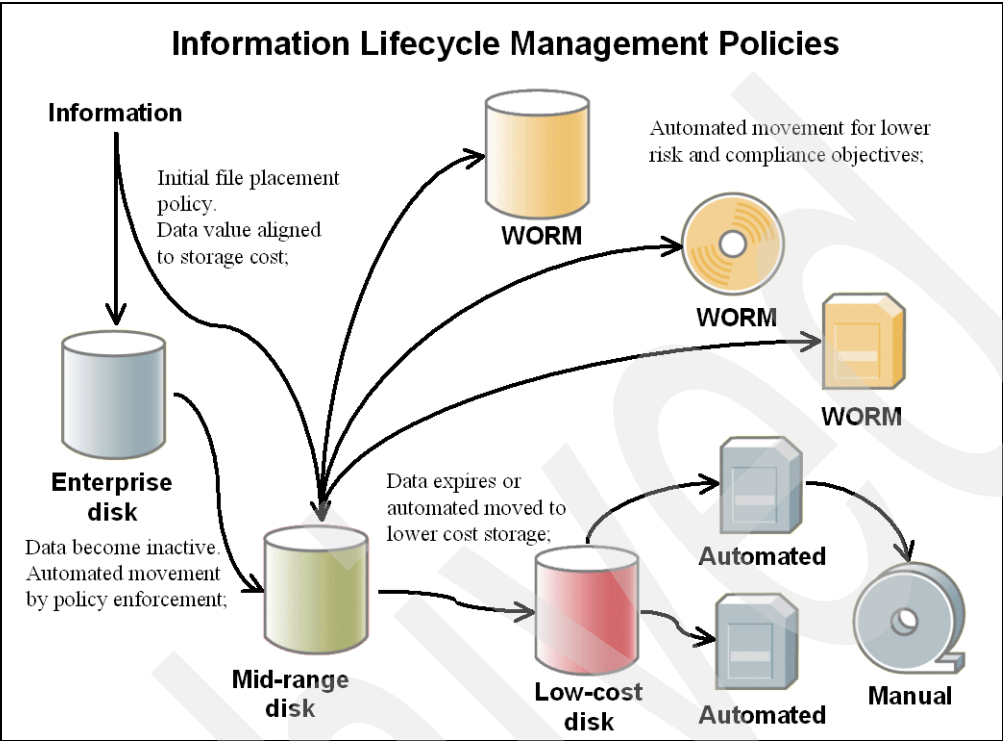 Information Lifecycle Management Policies
Information
Initial file placement
policy.
Data value aligned
to storage cost;
WORM
Automated movement for lower
risk and compliance objectives;
WORM
WORM
Enterprise
disk
Data become inactive.
Automated movement
by policy enforcement;
Data expires or
automated moved to
lower cost storage;
Mid-range
disk
Low-cost
disk
Automated
Automated
Manual